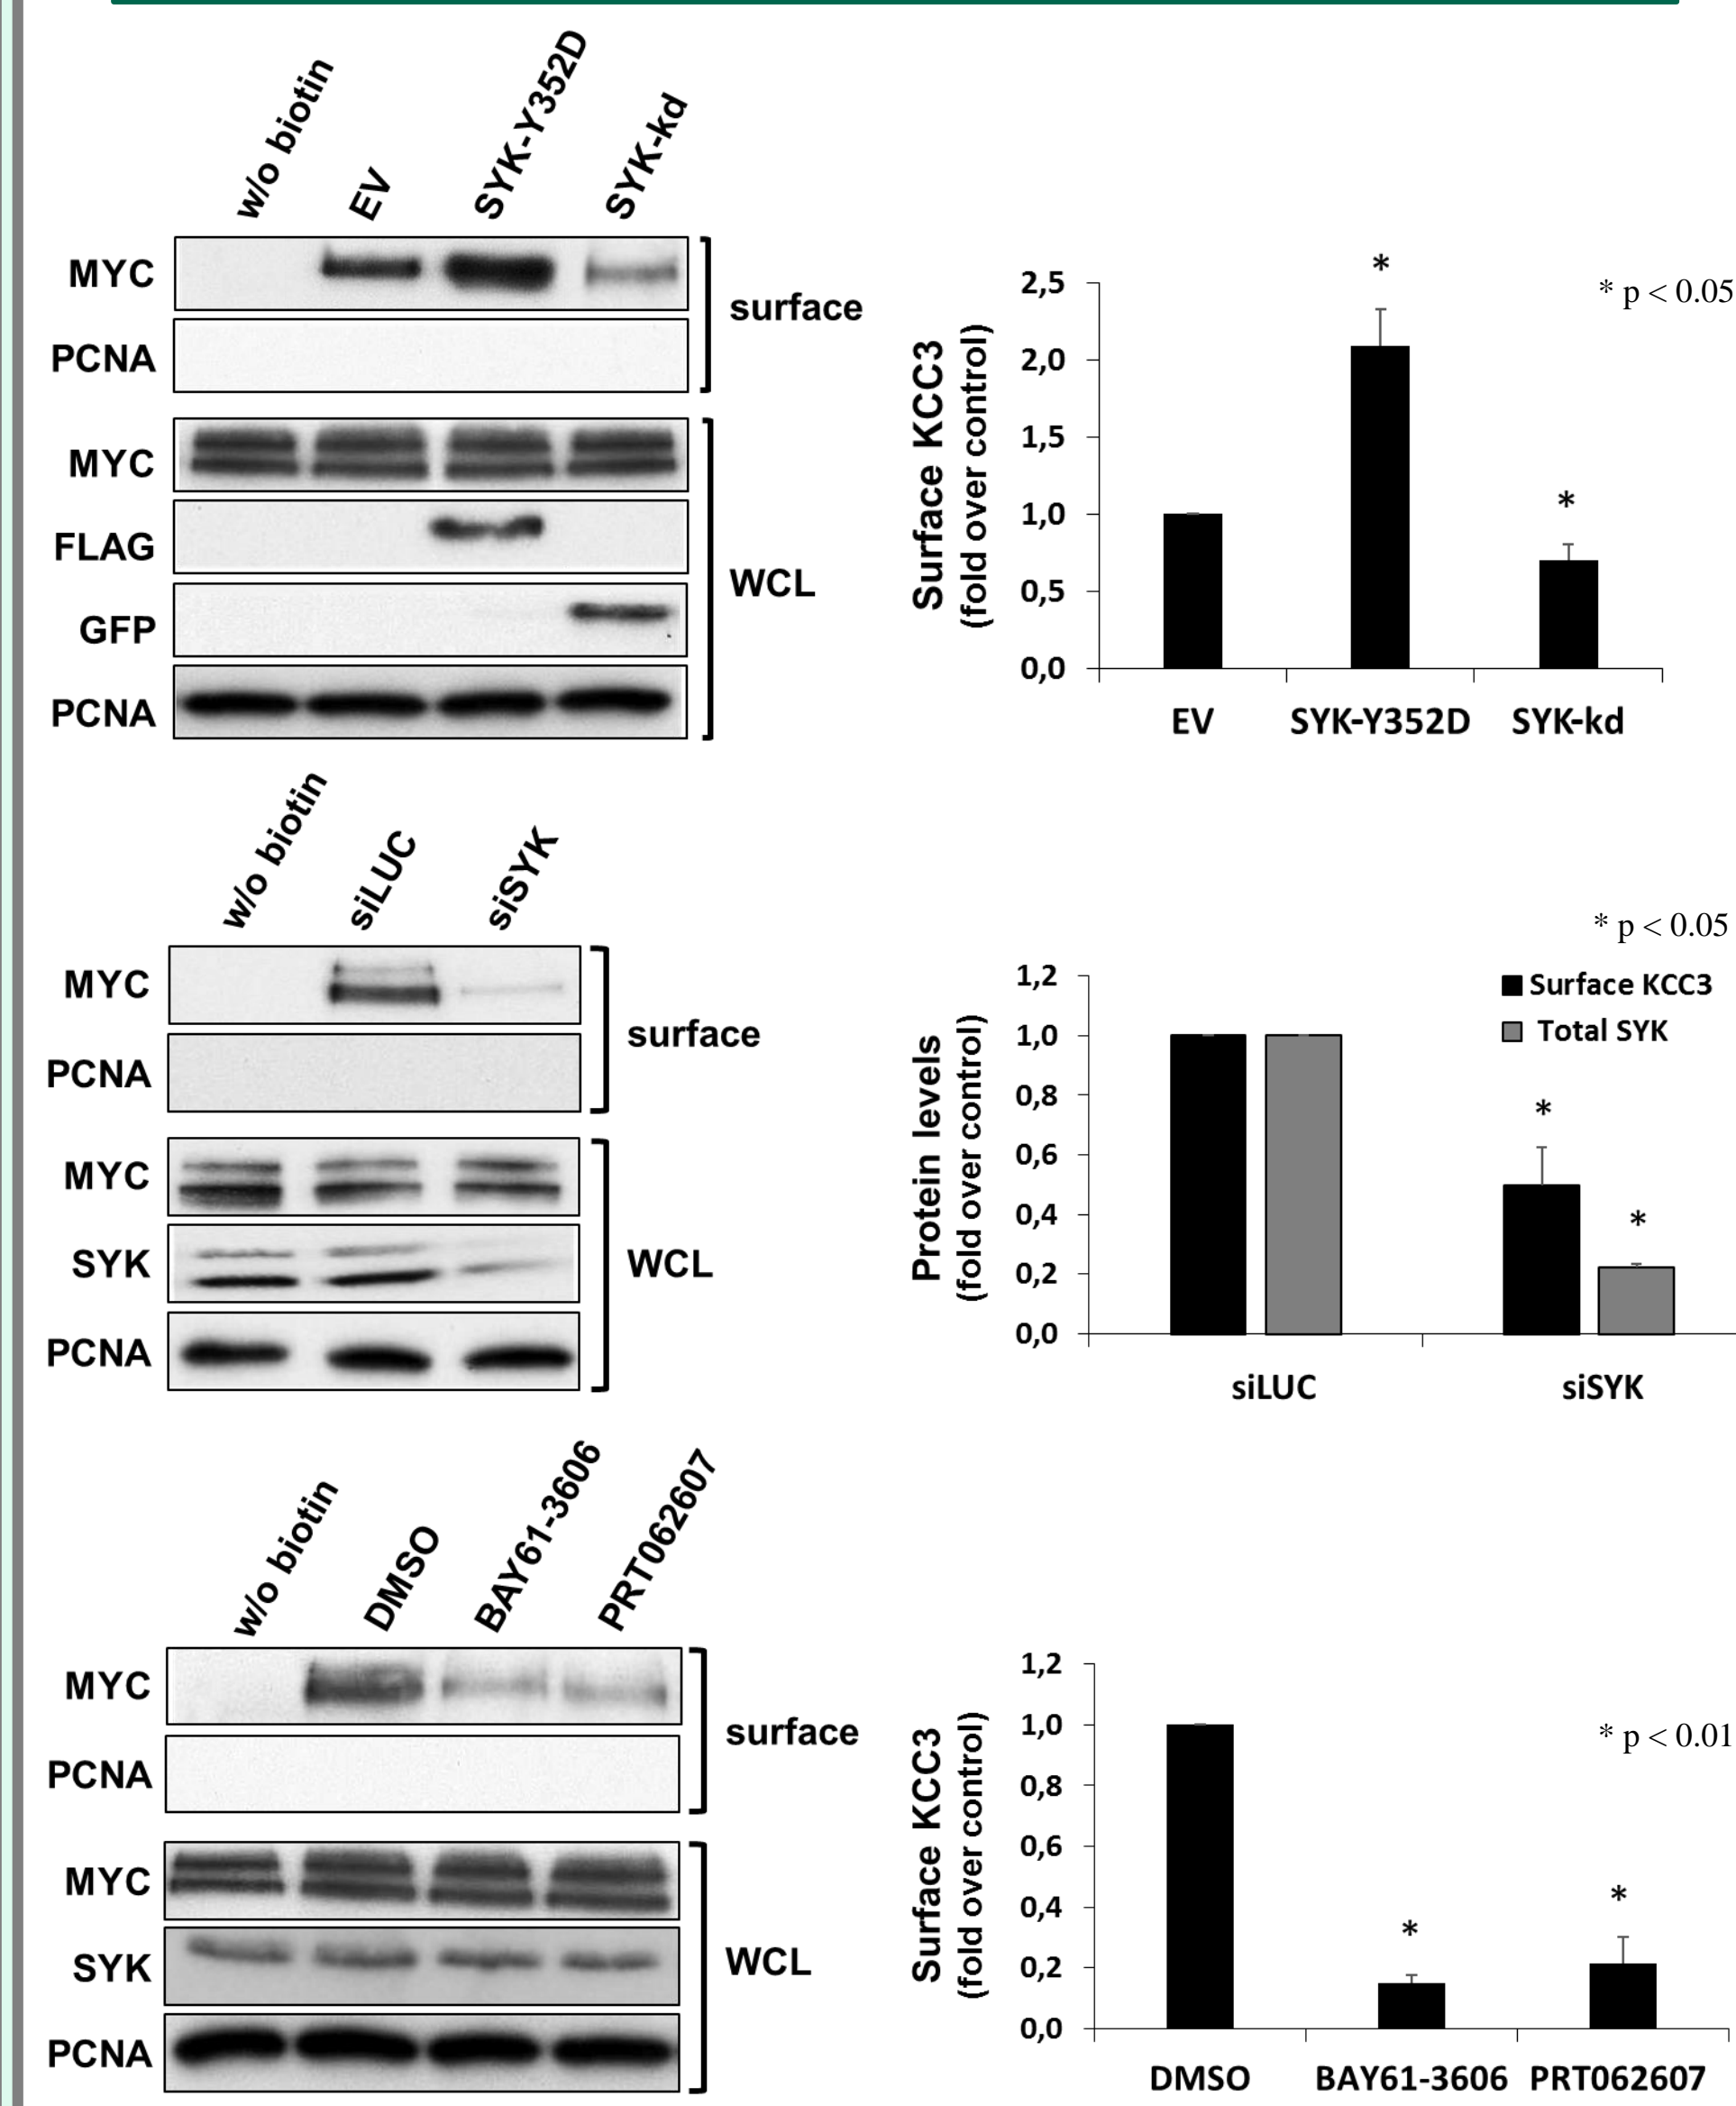 w/o biotin
EV
SYK-Y352D
SYK-kd
MYC
PCNA
surface
MYC
FLAG
GFP
PCNA
WCL
Surface KCC3
(fold over control)
2,5
2,0
1,5
1,0
0,5
0,0
*
*
* p < 0.05
EV
SYK-Y352D
SYK-kd
w/o biotin
siLUC
siSYK
MYC
PCNA
surface
MYC
SYK
PCNA
WCL
Protein levels
(fold over control)
1,2
1,0
0,8
0,6
0,4
0,2
0,0
* p < 0.05
Surface KCC3
Total SYK
*
*
siLUC
siSYK
w/o biotin
DMSO
BAY61-3606
PRT062607
MYC
PCNA
surface
MYC
SYK
PCNA
WCL
Surface KCC3
(fold over control)
1,2
1,0
0,8
0,6
0,4
0,2
0,0
* p < 0.01
*
*
DMSO
BAY61-3606
PRT062607